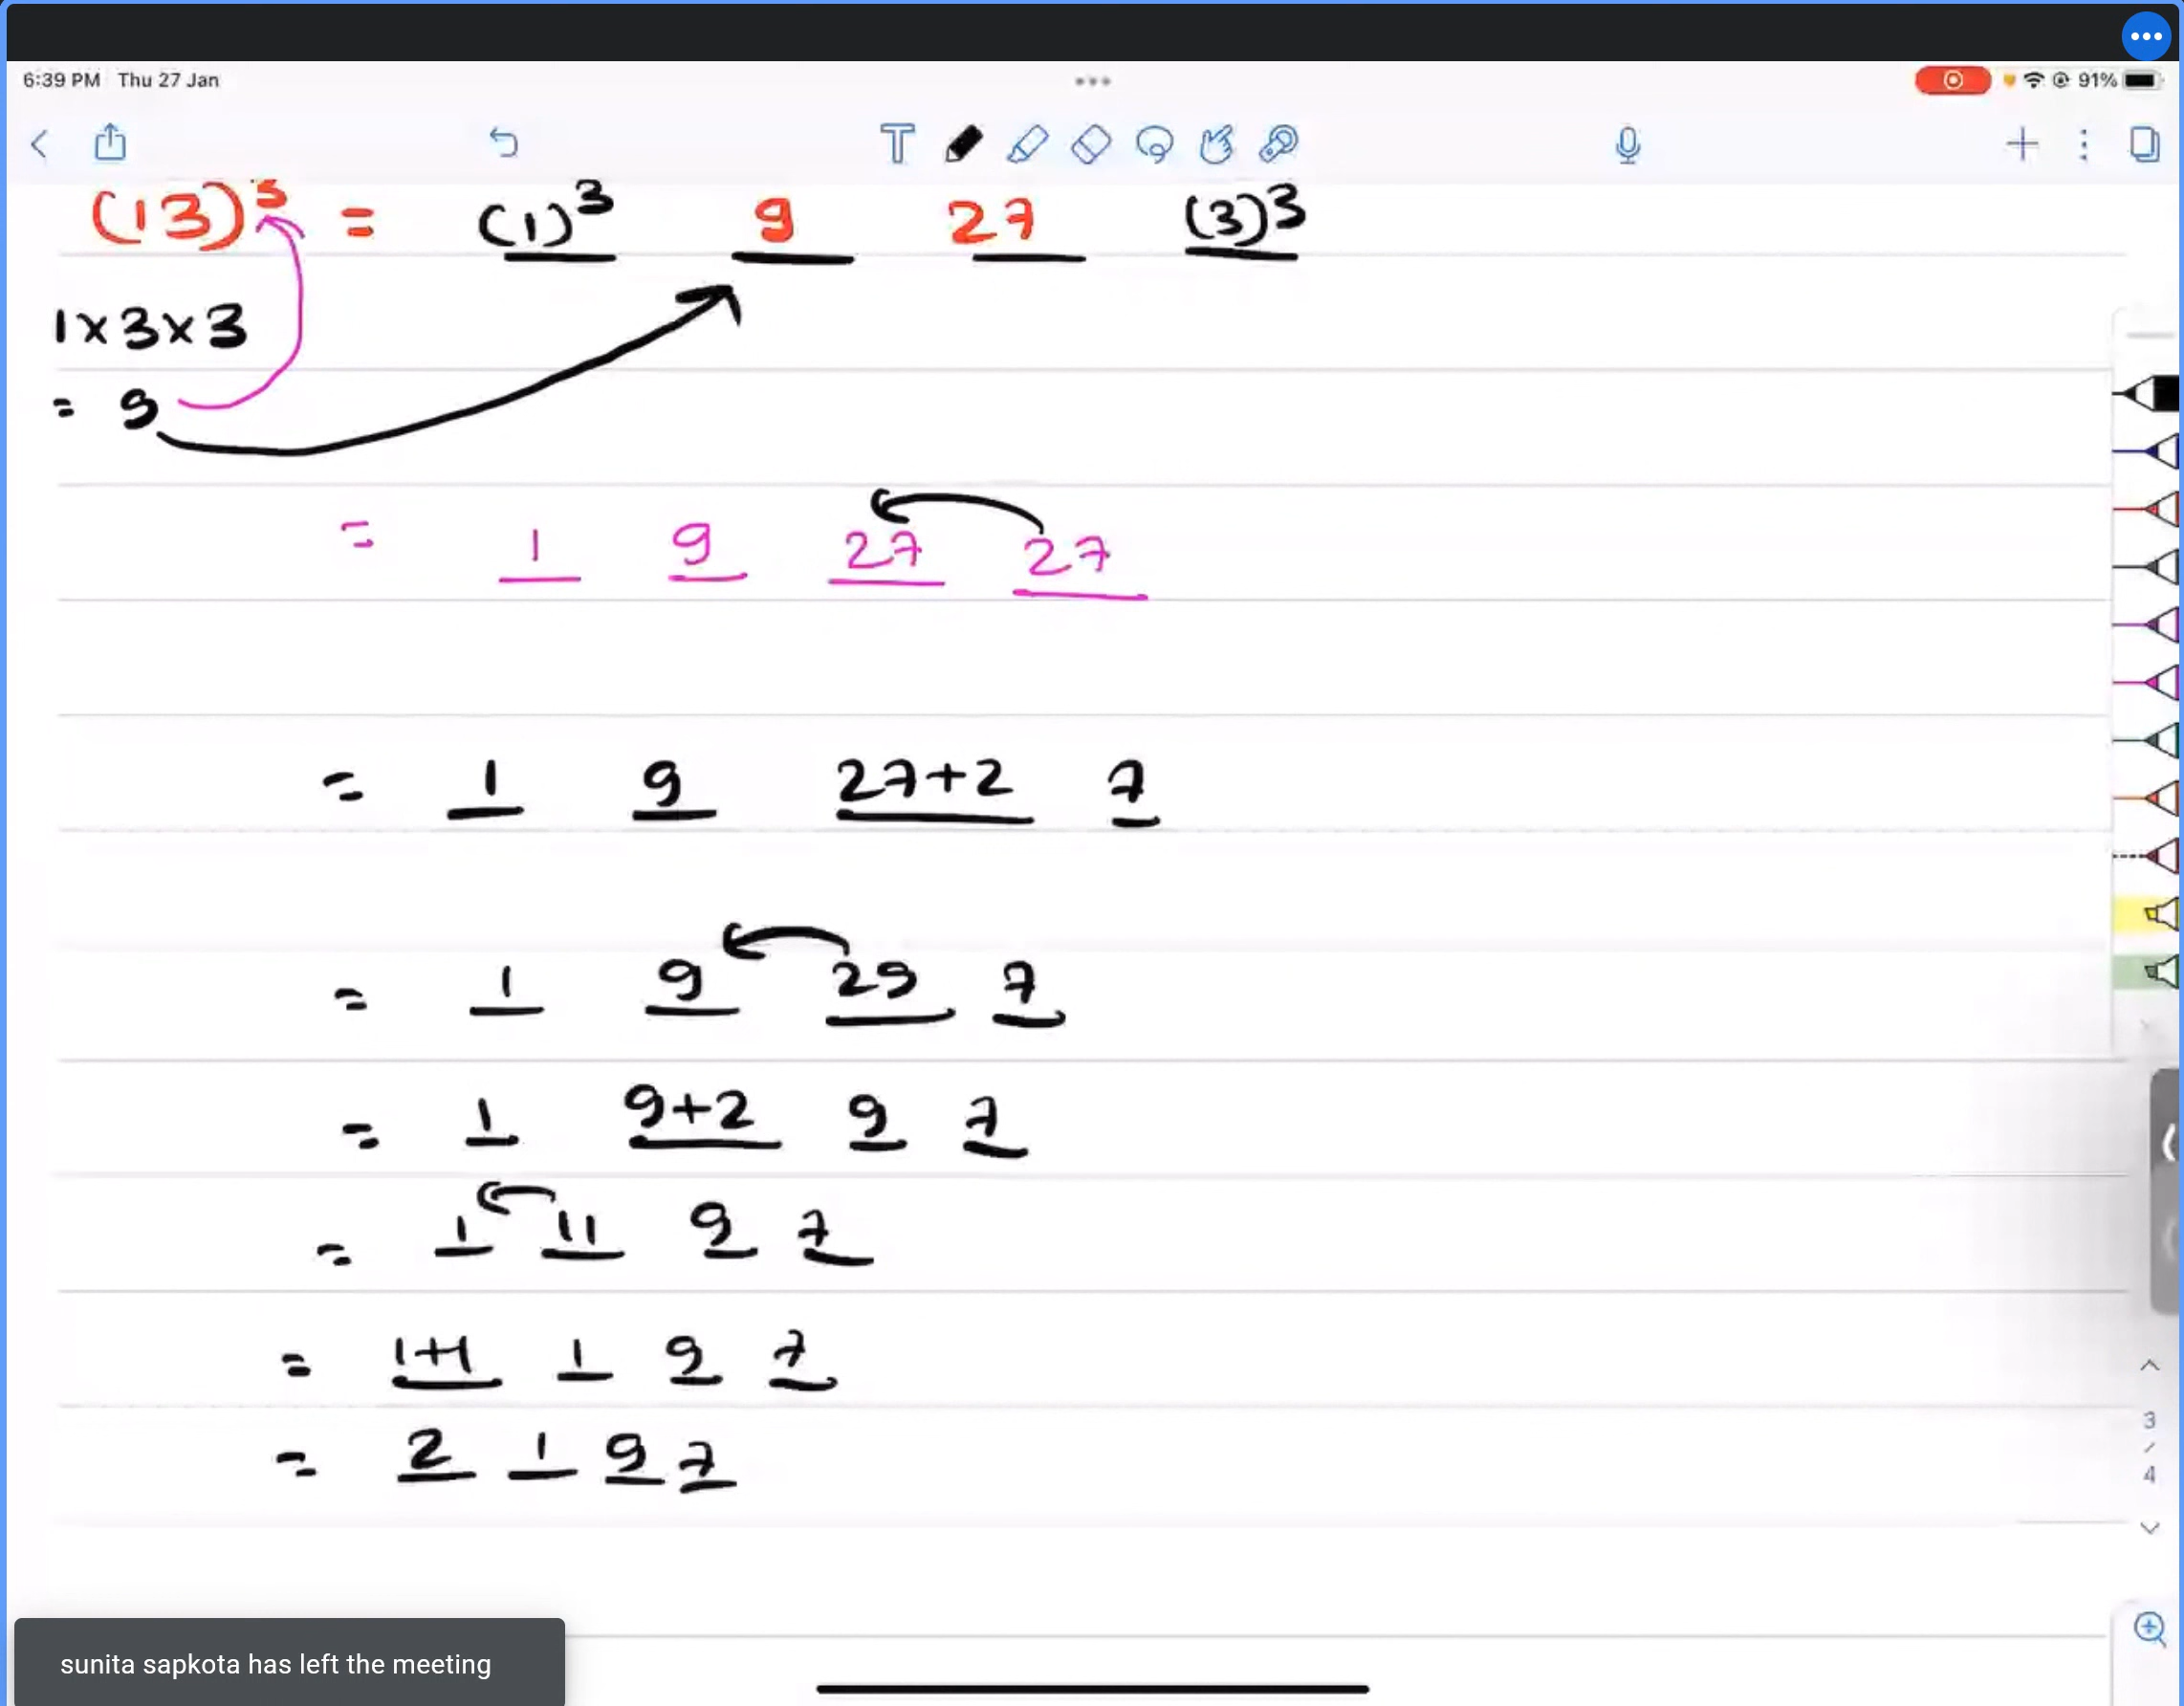 6:39 PM Thu 27 Jan
91%
(13)³ = (1)³ 9 27 (3)³
1×3×3
= 9
= 1 9 27 27
= 1 9 27+2 7
= 1 9 29 7
= 1 9+2 9 7
= 1 11 9 7
= 1+1 1 9 7
= 2 1 9 7
3
/
4
sunita sapkota has left the meeting